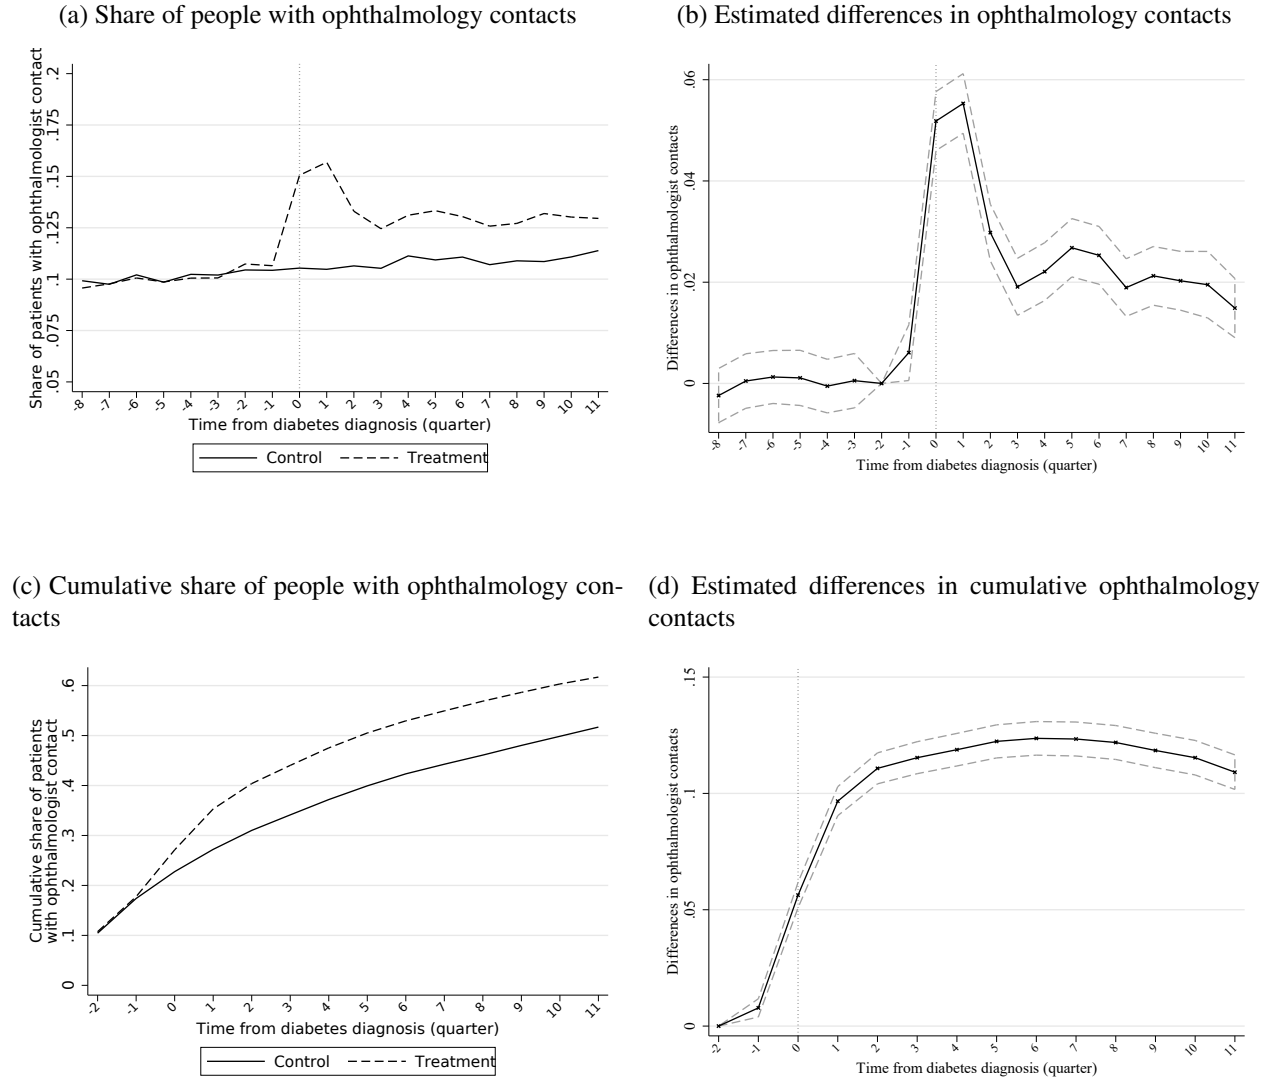 (a) Share of people with ophthalmology contacts
Share of patients with ophthalmologist contact
.2
.175
.15
.125
.1
.075
.05
-8 -7 -6 -5 -4 -3 -2 -1 0 1 2 3 4 5 6 7 8 9 10 11
Time from diabetes diagnosis (quarter)
Control Treatment
(b) Estimated differences in ophthalmology contacts
Differences in ophthalmologist contacts
.06
.04
.02
0
-8 -7 -6 -5 -4 -3 -2 -1 0 1 2 3 4 5 6 7 8 9 10 11
Time from diabetes diagnosis (quarter)
(c) Cumulative share of people with ophthalmology con-
tacts
Cumulative share of patients
with ophthalmologist contact
.6
.5
.4
.3
.2
.1
0
-2 -1 0 1 2 3 4 5 6 7 8 9 10 11
Time from diabetes diagnosis (quarter)
Control Treatment
(d) Estimated differences in cumulative ophthalmology
contacts
Differences in ophthalmologist contacts
.15
.1
.05
0
-2 -1 0 1 2 3 4 5 6 7 8 9 10 11
Time from diabetes diagnosis (quarter)